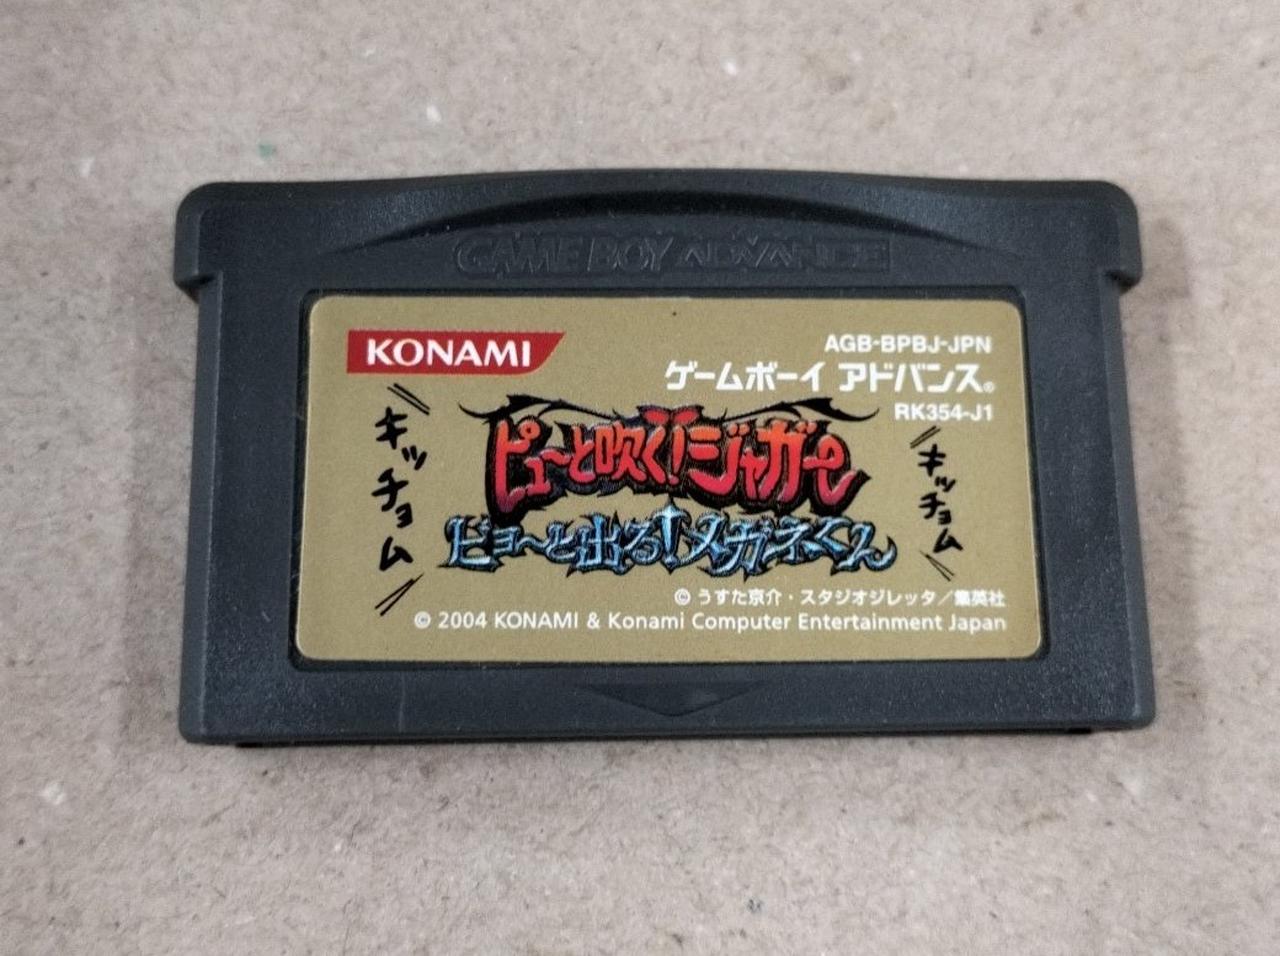 GAME BOY ADVANCE
KONAMI
AGB-BPBJ-JPN
ゲームボーイ アドバンス®
RK354-J1
キッチョム
ピュ〜と吹く!ジャガー
ビョ〜と出る!メガネくん
キッチョム
© うすた京介・スタジオジレッタ/集英社
© 2004 KONAMI & Konami Computer Entertainment Japan